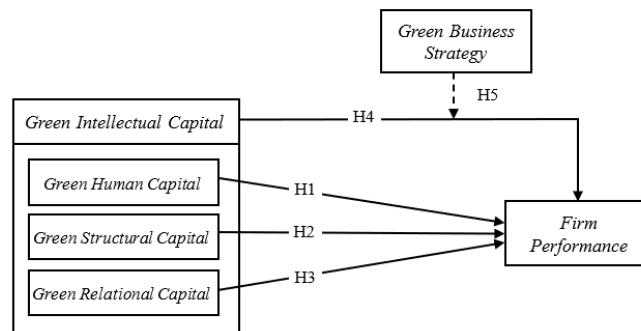 Green Business
Strategy
H5
H4
Green Intellectual Capital
Green Human Capital
H1
Green Structural Capital
H2
Firm
Performance
Green Relational Capital
H3